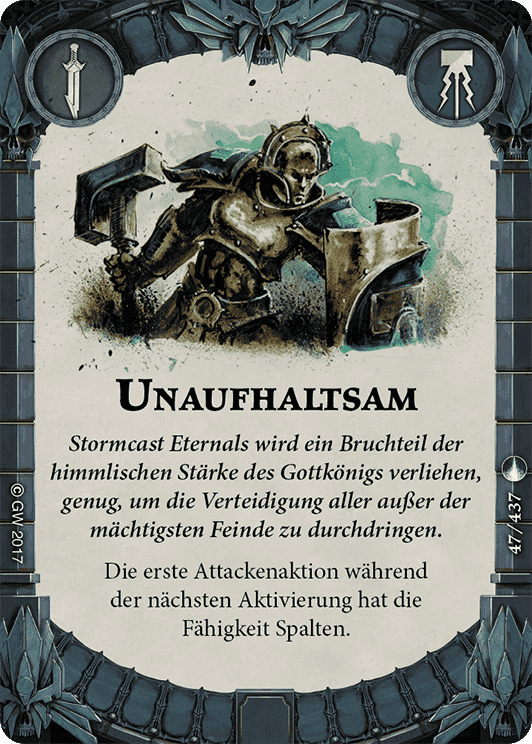 Unaufhaltsam
Stormcast Eternals wird ein Bruchteil der
himmlischen Stärke des Gottkönigs verliehen,
genug, um die Verteidigung aller außer der
mächtigsten Feinde zu durchdringen.
Die erste Attackenaktion während
der nächsten Aktivierung hat die
Fähigkeit Spalten.
© GW 2017
47/437